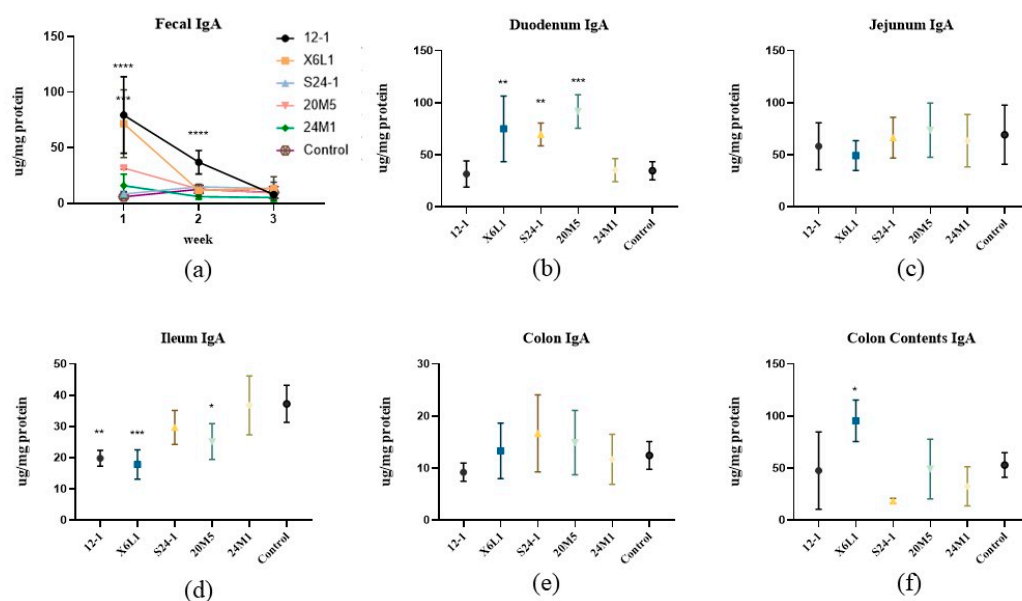 Fecal IgA
150
100
50
0
ug/mg protein
****
***
****
1
2
3
week
12-1
X6L1
S24-1
20M5
24M1
Control
(a)
Duodenum IgA
150
100
50
0
ug/mg protein
**
**
***
12-1
X6L1
S24-1
20M5
24M1
Control
(b)
Jejunum IgA
150
100
50
0
ug/mg protein
12-1
X6L1
S24-1
20M5
24M1
Control
(c)
Ileum IgA
50
40
30
20
10
0
ug/mg protein
**
***
*
12-1
X6L1
S24-1
20M5
24M1
Control
(d)
Colon IgA
30
20
10
0
ug/mg protein
12-1
X6L1
S24-1
20M5
24M1
Control
(e)
Colon Contents IgA
150
100
50
0
ug/mg protein
*
12-1
X6L1
S24-1
20M5
24M1
Control
(f)